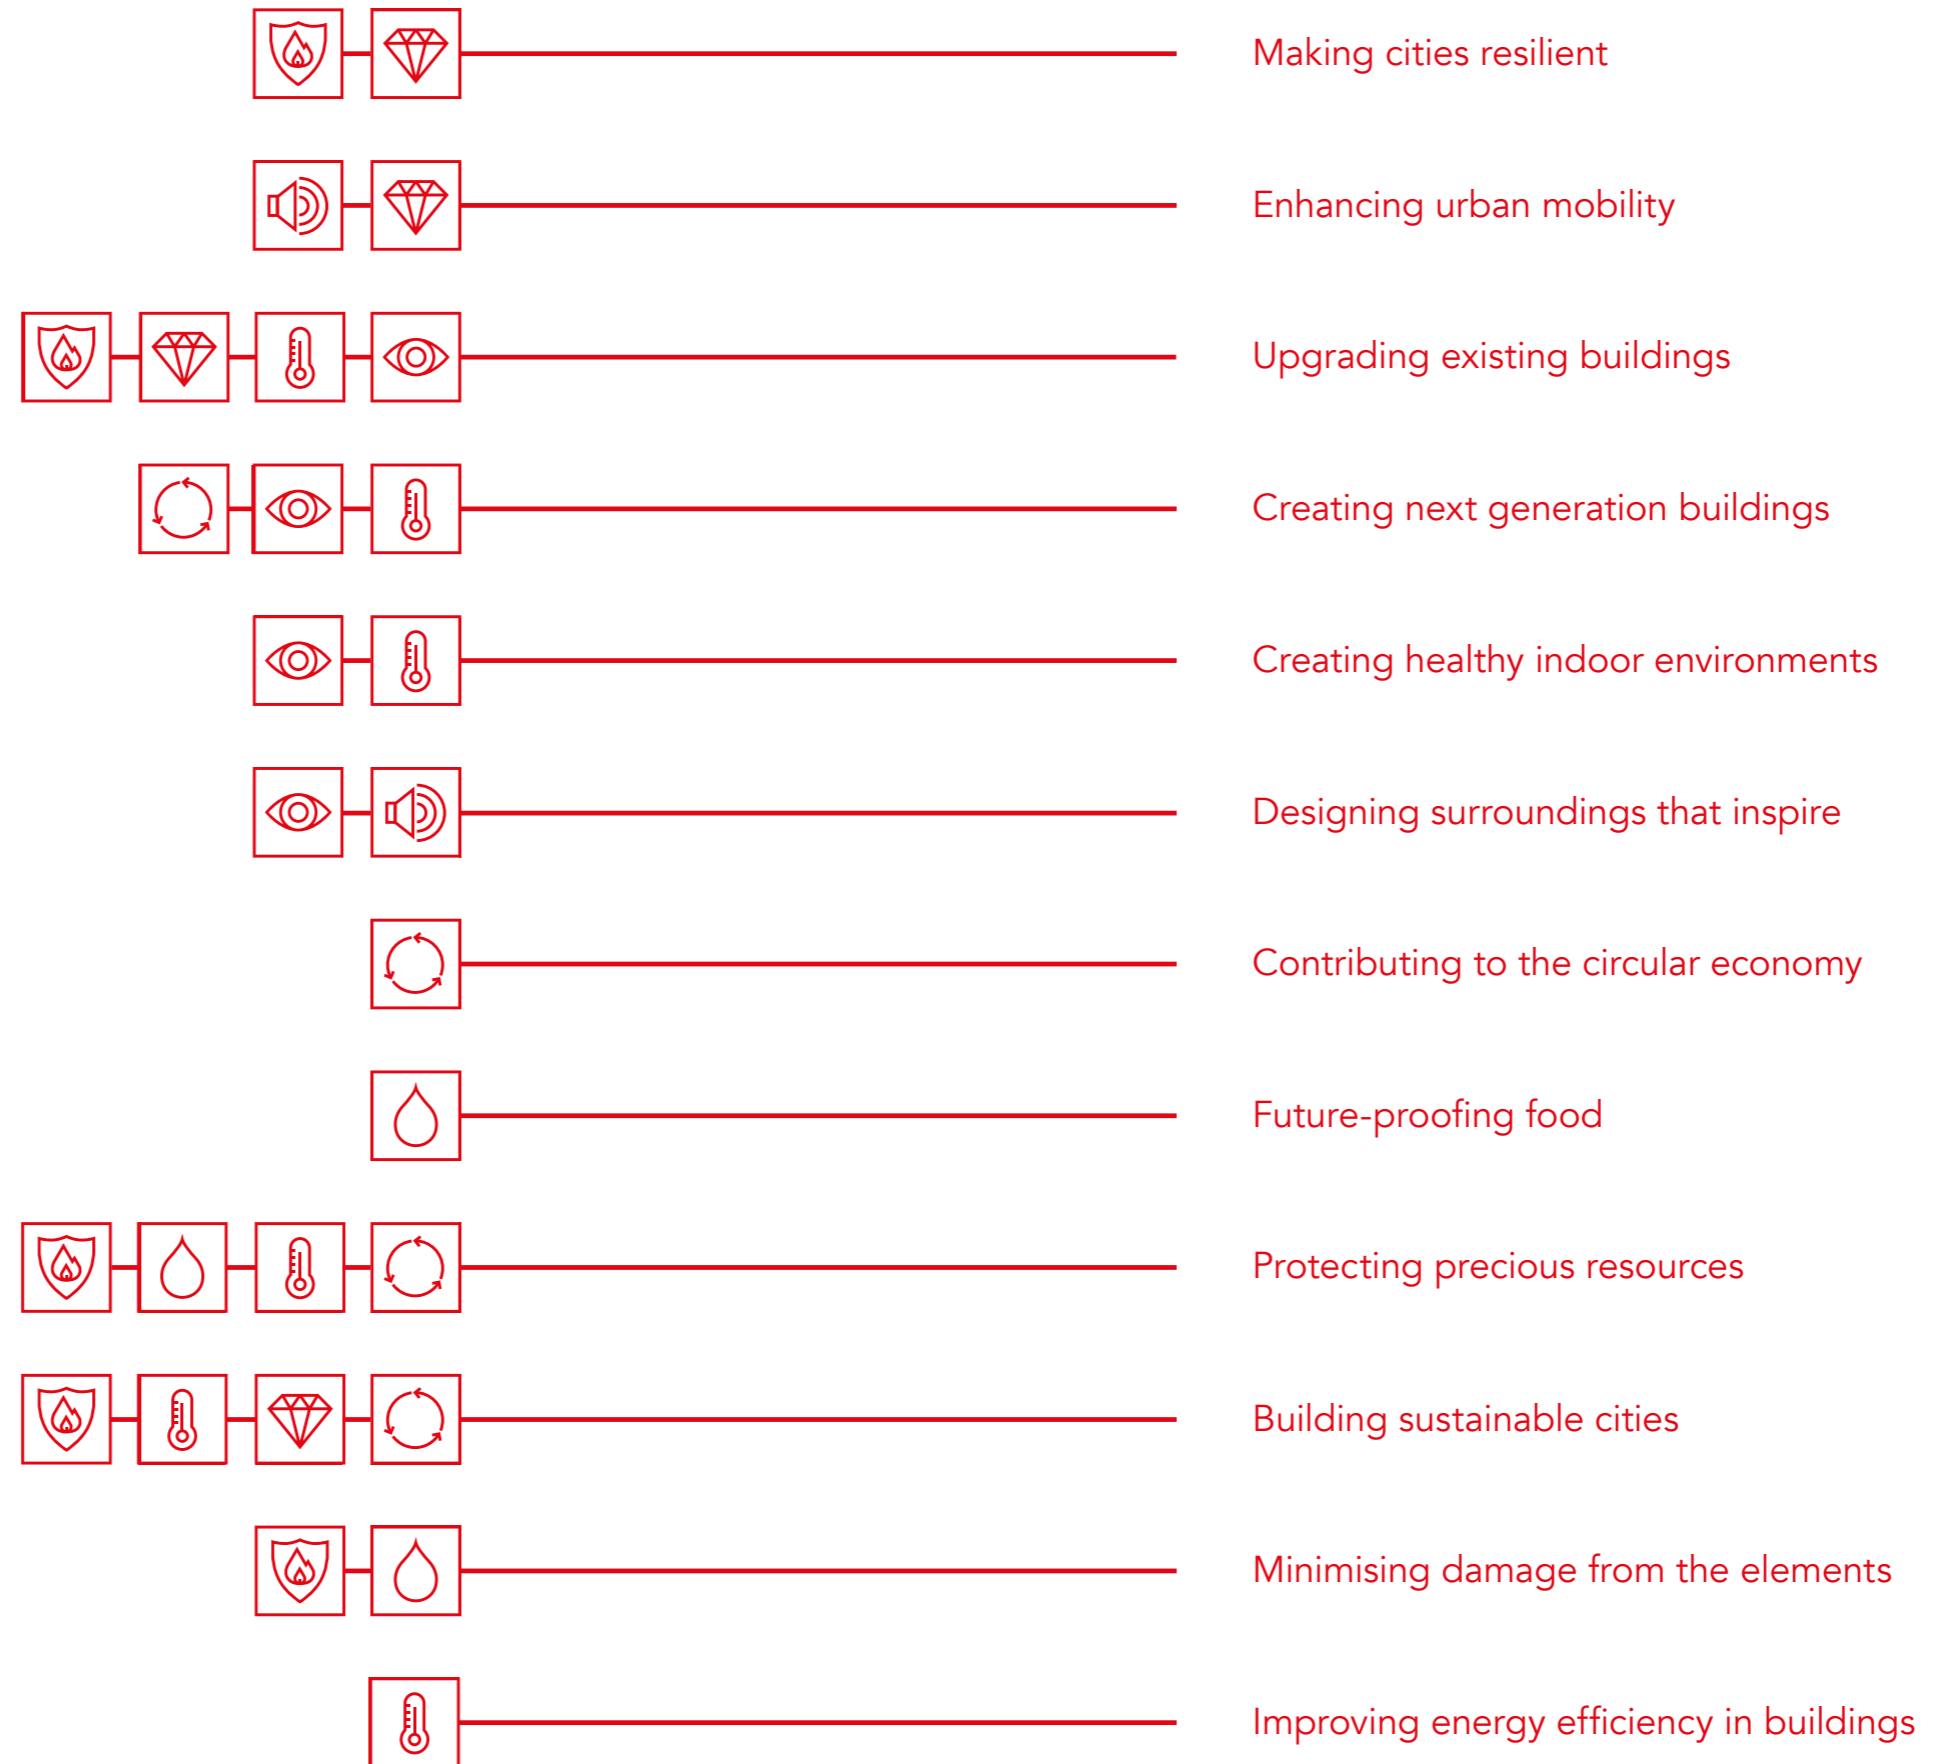 Making cities resilient
Enhancing urban mobility
Upgrading existing buildings
Creating next generation buildings
Creating healthy indoor environments
Designing surroundings that inspire
Contributing to the circular economy
Future-proofing food
Protecting precious resources
Building sustainable cities
Minimising damage from the elements
Improving energy efficiency in buildings